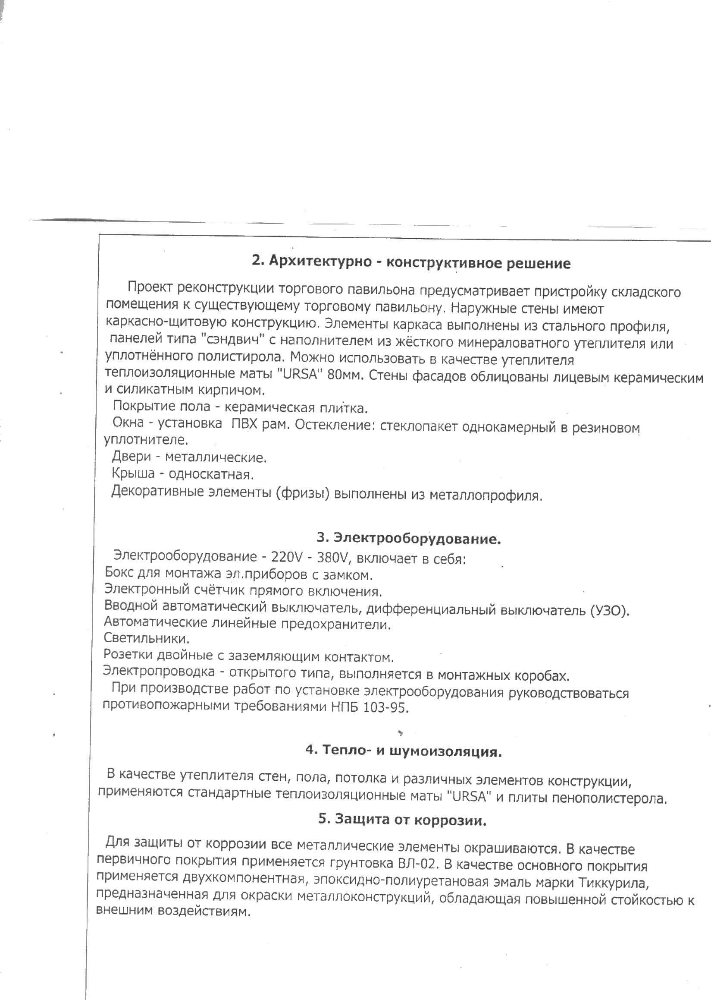 2. Архитектурно - конструктивное решение
Проект реконструкции торгового павильона предусматривает пристройку складского
помещения к существующему торговому павильону. Наружные стены имеют
каркасно-щитовую конструкцию. Элементы каркаса выполнены из стального профиля,
панелей типа "сэндвич" с наполнителем из жёсткого минераловатного утеплителя или
уплотнённого полистирола. Можно использовать в качестве утеплителя
теплоизоляционные маты "URSA" 80мм. Стены фасадов облицованы лицевым керамическим
и силикатным кирпичом.
Покрытие пола - керамическая плитка.
Окна - установка ПВХ рам. Остекление: стеклопакет однокамерный в резиновом
уплотнителе.
Двери - металлические.
Крыша - односкатная.
Декоративные элементы (фризы) выполнены из металлопрофиля.
3. Электрооборудование.
Электрооборудование - 220V - 380V, включает в себя:
Бокс для монтажа эл.приборов с замком.
Электронный счётчик прямого включения.
Вводной автоматический выключатель, дифференциальный выключатель (УЗО).
Автоматические линейные предохранители.
Светильники.
Розетки двойные с заземляющим контактом.
Электропроводка - открытого типа, выполняется в монтажных коробах.
При производстве работ по установке электрооборудования руководствоваться
противопожарными требованиями НПБ 103-95.
4. Тепло- и шумоизоляция.
В качестве утеплителя стен, пола, потолка и различных элементов конструкции,
применяются стандартные теплоизоляционные маты "URSA" и плиты пенополистерола.
5. Защита от коррозии.
Для защиты от коррозии все металлические элементы окрашиваются. В качестве
первичного покрытия применяется грунтовка ВЛ-02. В качестве основного покрытия
применяется двухкомпонентная, эпоксидно-полиуретановая эмаль марки Тиккурила,
предназначенная для окраски металлоконструкций, обладающая повышенной стойкостью к
внешним воздействиям.